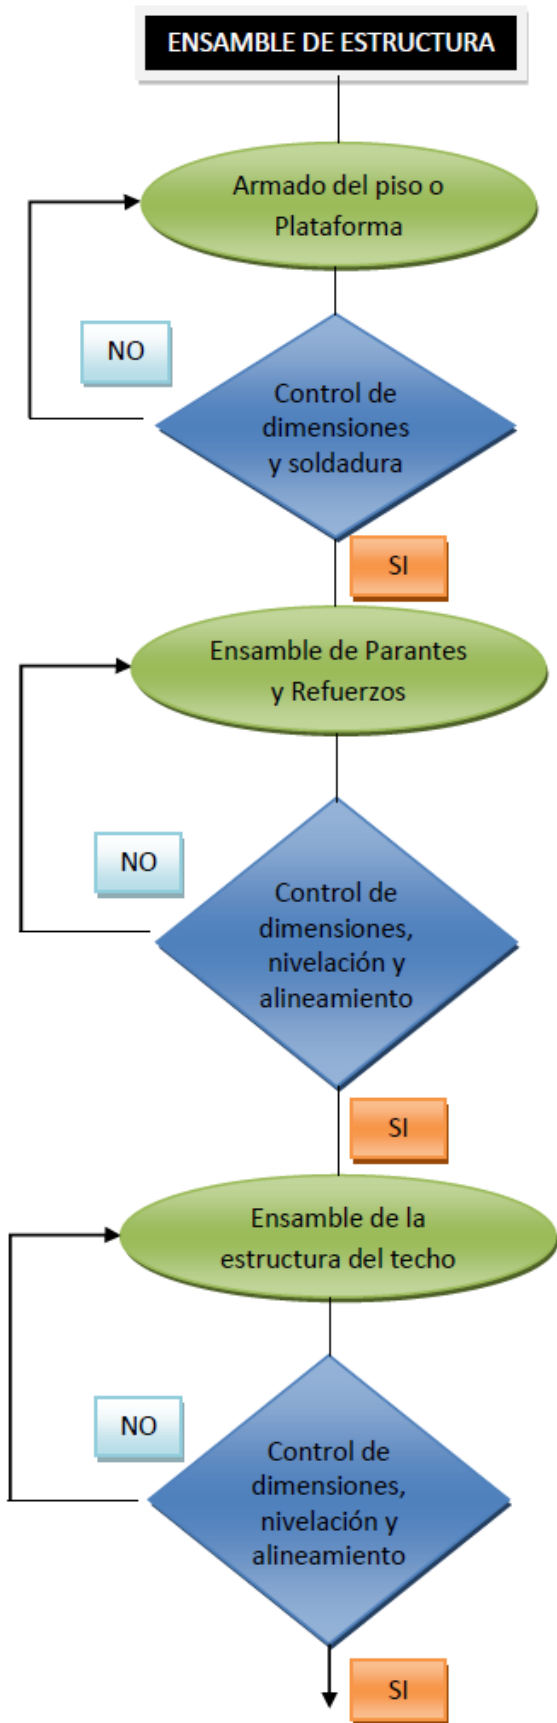 ENSAMBLE DE ESTRUCTURA
Armado del piso o
Plataforma
NO
Control de
dimensiones
y soldadura
SI
Ensamble de Parantes
y Refuerzos
NO
Control de
dimensiones,
nivelación y
alineamiento
SI
Ensamble de la
estructura del techo
NO
Control de
dimensiones,
nivelación y
alineamiento
SI